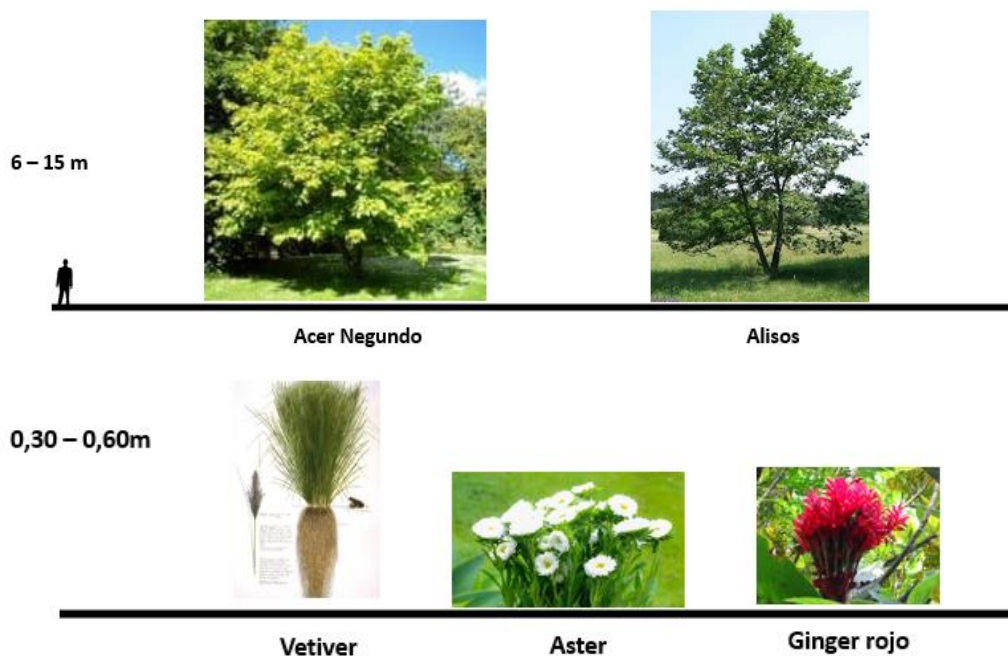 6 – 15 m
Acer Negundo
Alisos
0,30 – 0,60m
Vetiver
Aster
Ginger rojo